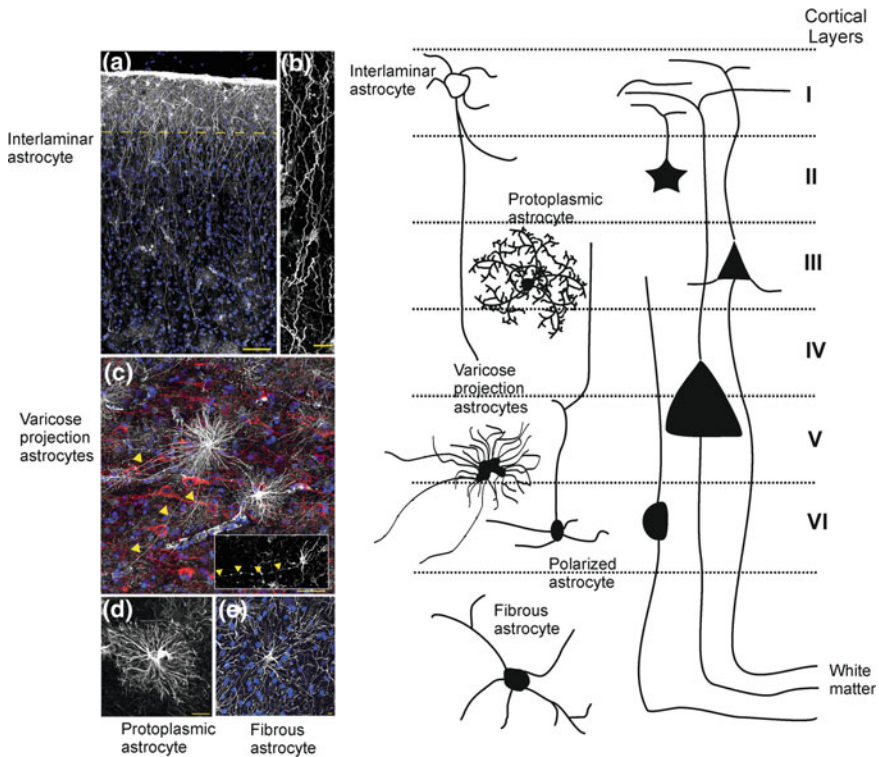 Cortical
Layers
(a)
(b)
Interlaminar
astrocyte
Interlaminar
astrocyte
I
II
Protoplasmic
astrocyte
III
IV
(c)
Varicose
projection
astrocytes
Varicose
projection
astrocytes
V
VI
Polarized
astrocyte
(d)
(e)
Fibrous
astrocyte
White
matter
Protoplasmic
astrocyte
Fibrous
astrocyte